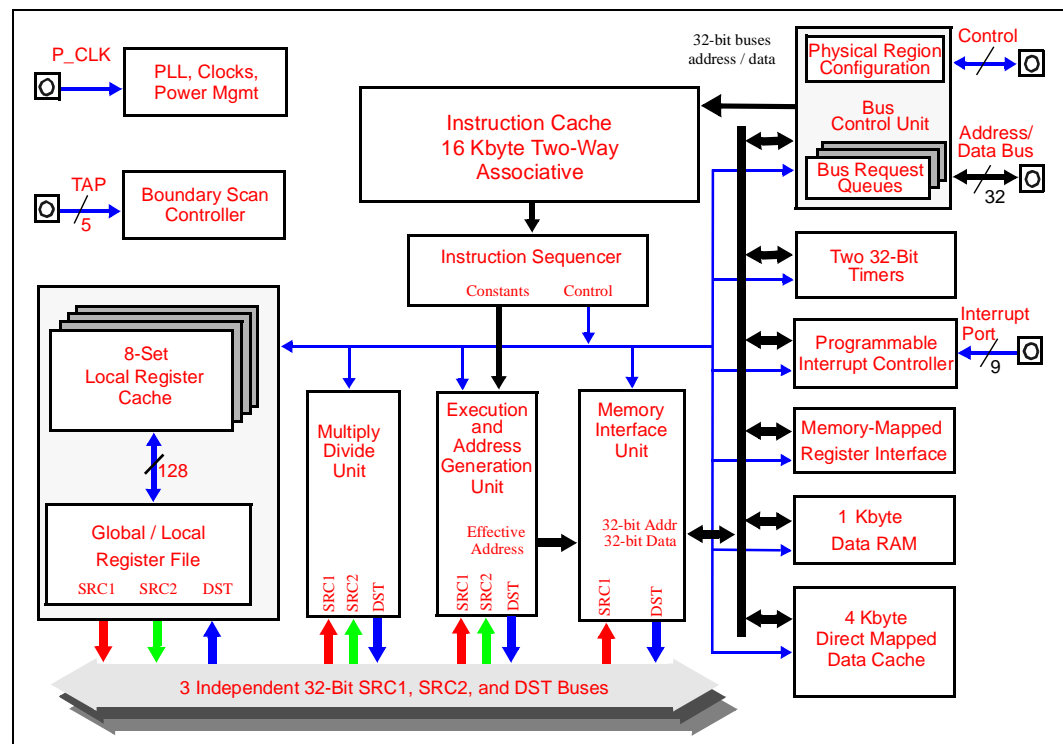 P_CLK
PLL, Clocks,
Power Mgmt
TAP
5
Boundary Scan
Controller
32-bit buses
address / data
Instruction Cache
16 Kbyte Two-Way
Associative
Physical Region
Configuration
Control
Bus
Control Unit
Bus Request
Queues
Address/
Data Bus
32
Instruction Sequencer
Constants
Control
Two 32-Bit
Timers
Programmable
Interrupt Controller
Interrupt
Port
9
8-Set
Local Register
Cache
128
Global / Local
Register File
SRC1
SRC2
DST
Multiply
Divide
Unit
SRC1
SRC2
DST
Execution
and
Address
Generation
Unit
Effective
Address
SRC1
SRC2
DST
Memory
Interface
Unit
32-bit Addr
32-bit Data
SRC1
DST
Memory-Mapped
Register Interface
1 Kbyte
Data RAM
4 Kbyte
Direct Mapped
Data Cache
3 Independent 32-Bit SRC1, SRC2, and DST Buses